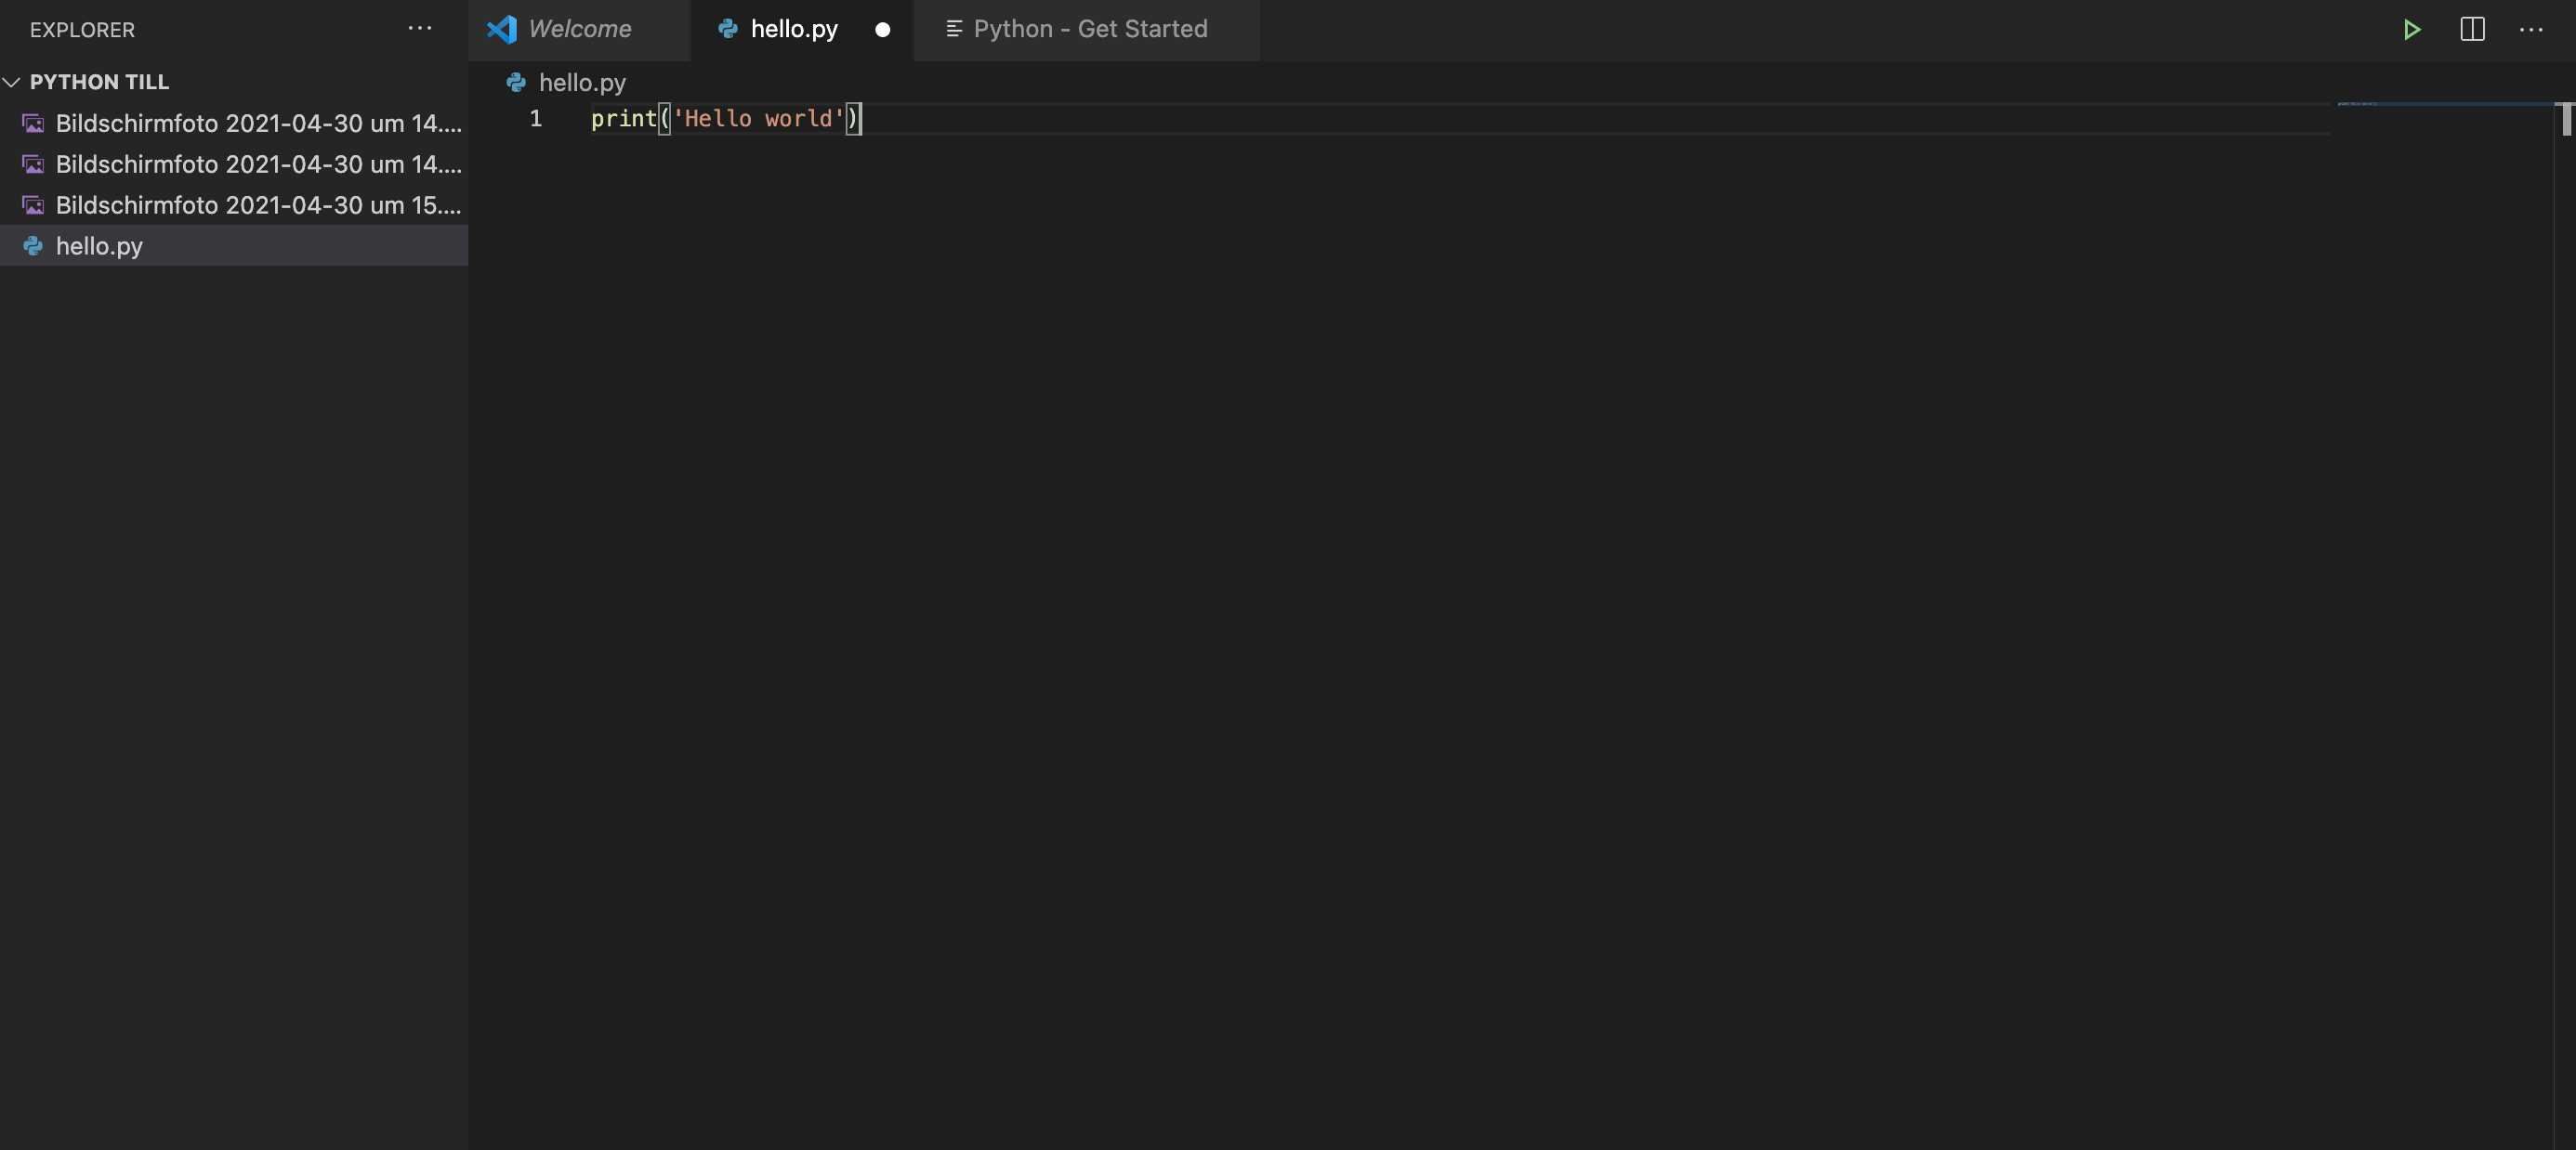 EXPLORER
PYTHON TILL
Bildschirmfoto 2021-04-30 um 14....
Bildschirmfoto 2021-04-30 um 14....
Bildschirmfoto 2021-04-30 um 15....
hello.py
Welcome
hello.py
Python - Get Started
hello.py
1 print('Hello world')